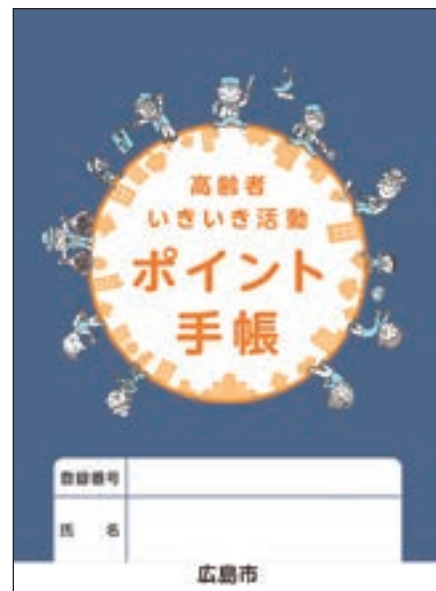 高齢者
いきいき活動
ポイント
手帳
登録番号
氏 名
広島市